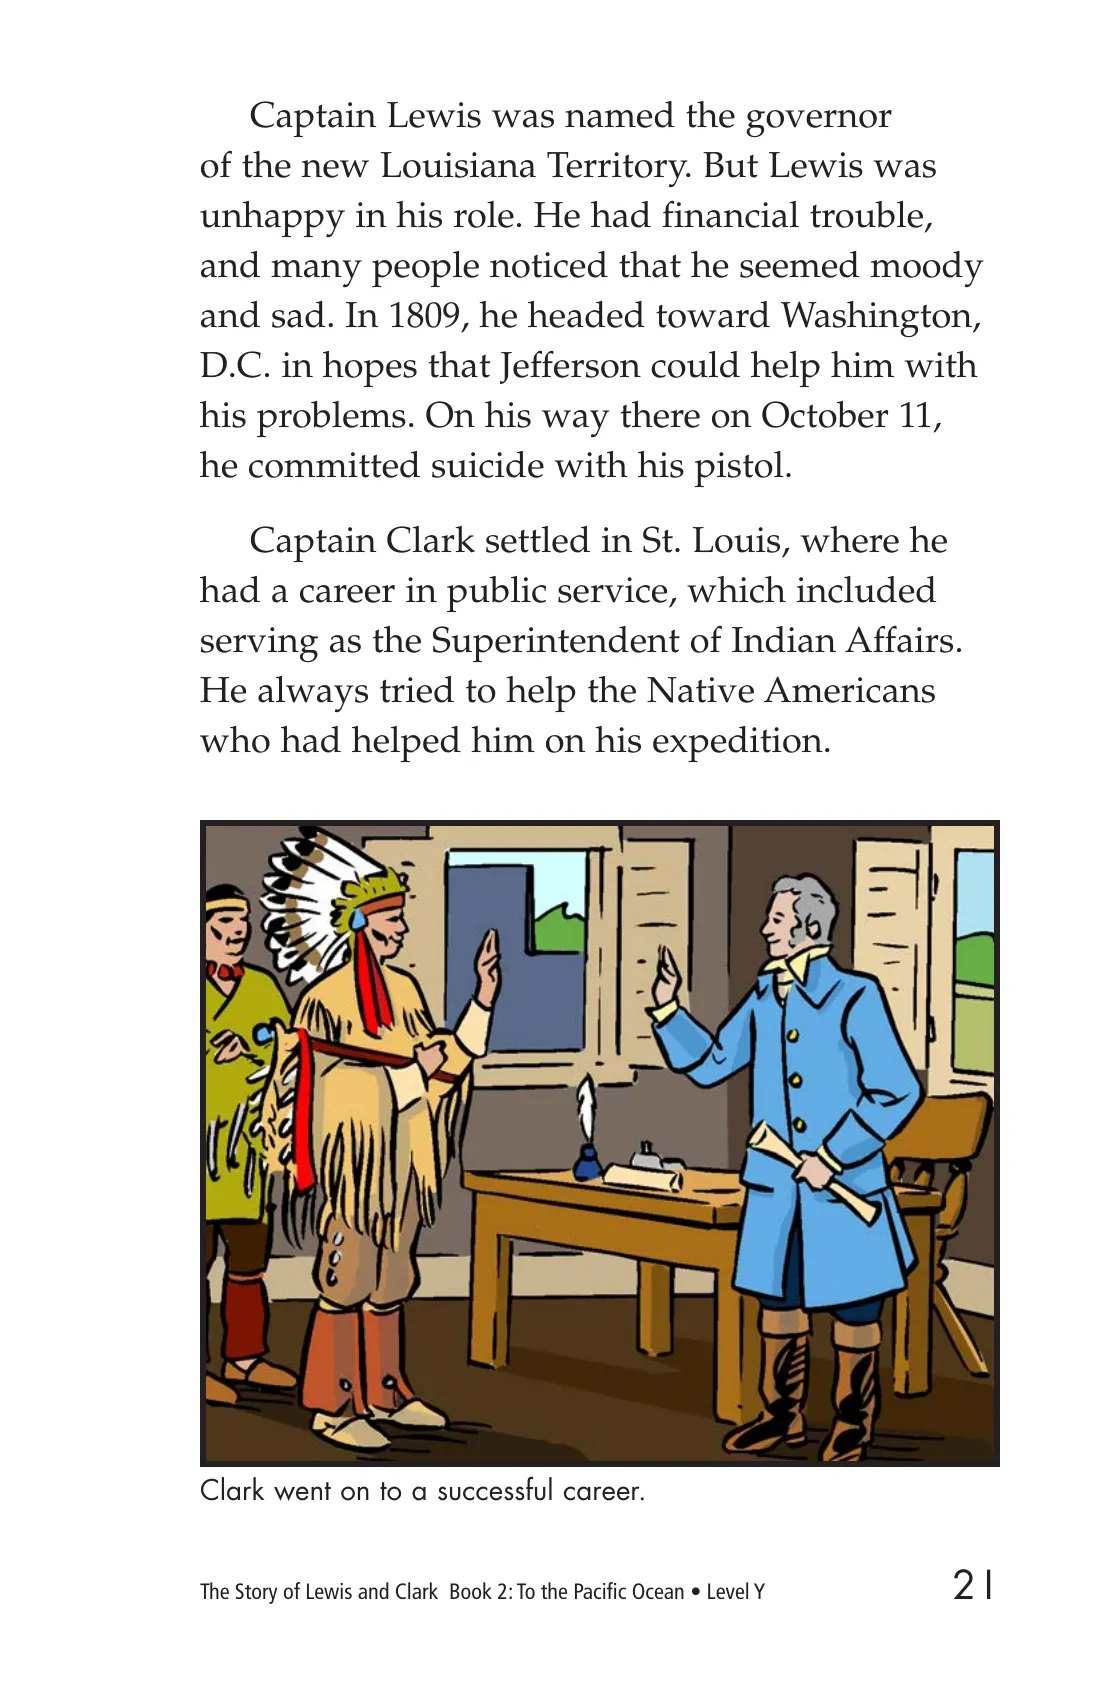 Captain Lewis was named the governor
of the new Louisiana Territory. But Lewis was
unhappy in his role. He had financial trouble,
and many people noticed that he seemed moody
and sad. In 1809, he headed toward Washington,
D.C. in hopes that Jefferson could help him with
his problems. On his way there on October 11,
he committed suicide with his pistol.
Captain Clark settled in St. Louis, where he
had a career in public service, which included
serving as the Superintendent of Indian Affairs.
He always tried to help the Native Americans
who had helped him on his expedition.
Clark went on to a successful career.
The Story of Lewis and Clark Book 2: To the Pacific Ocean • Level Y 21